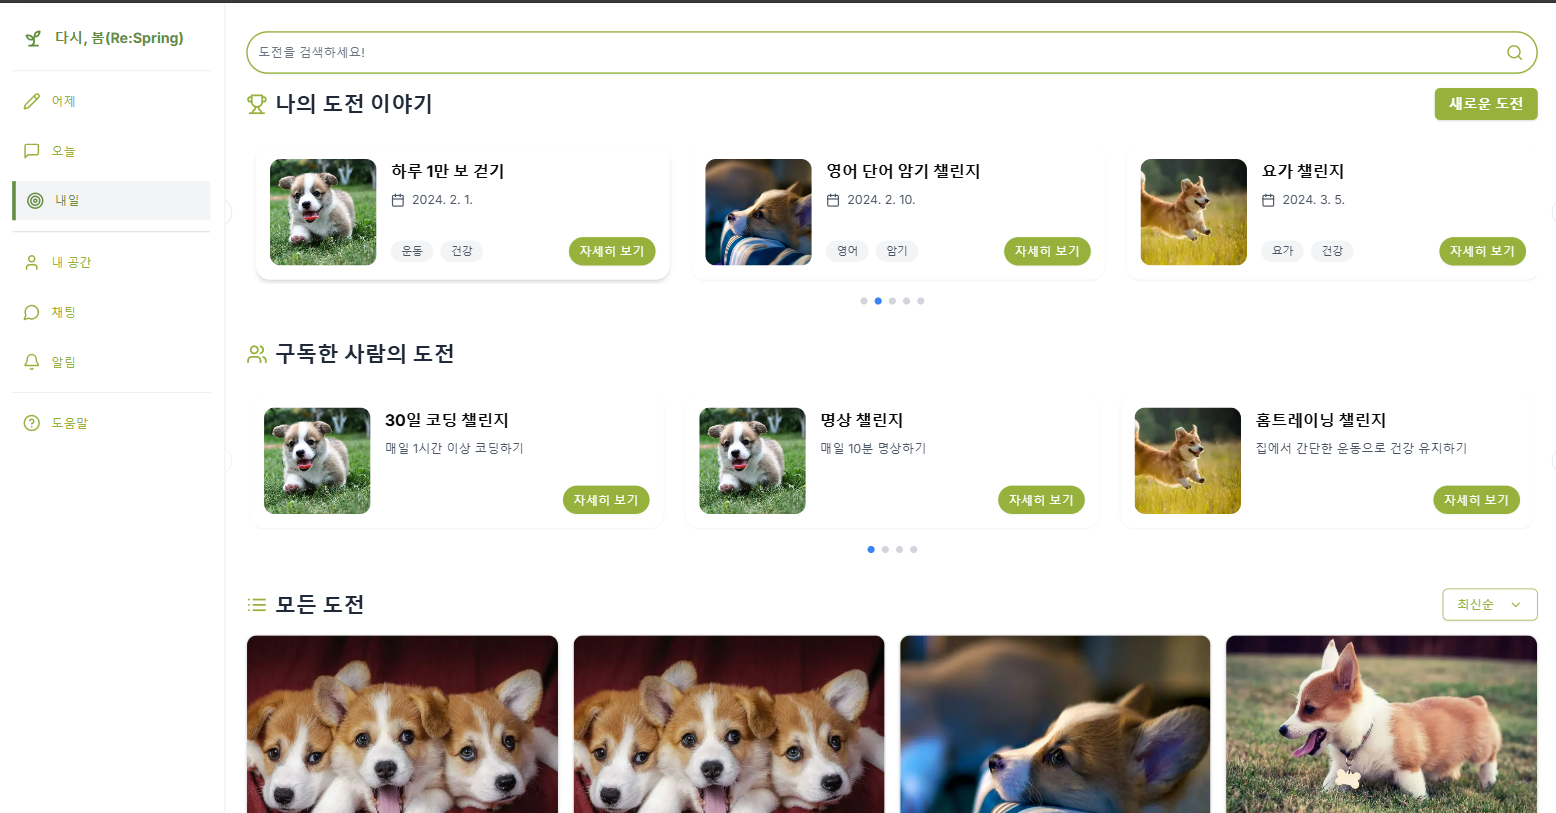 다시, 봄(Re:Spring)
어제
오늘
내일
내 공간
채팅
알림
도움말
도전을 검색하세요!
나의 도전 이야기
새로운 도전
하루 1만 보 걷기
2024. 2. 1.
운동 건강
자세히 보기
영어 단어 암기 챌린지
2024. 2. 10.
영어 암기
자세히 보기
요가 챌린지
2024. 3. 5.
요가 건강
자세히 보기
구독한 사람의 도전
30일 코딩 챌린지
매일 1시간 이상 코딩하기
자세히 보기
명상 챌린지
매일 10분 명상하기
자세히 보기
홈트레이닝 챌린지
집에서 간단한 운동으로 건강 유지하기
자세히 보기
모든 도전
최신순